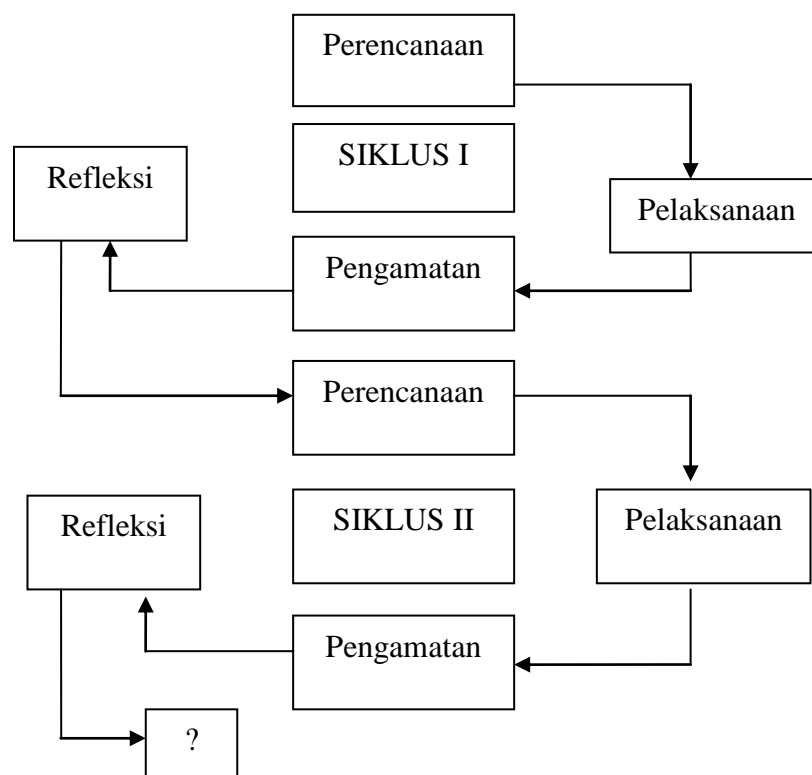 Perencanaan
SIKLUS I
Refleksi
Pelaksanaan
Pengamatan
Perencanaan
Refleksi
SIKLUS II
Pelaksanaan
Pengamatan
?